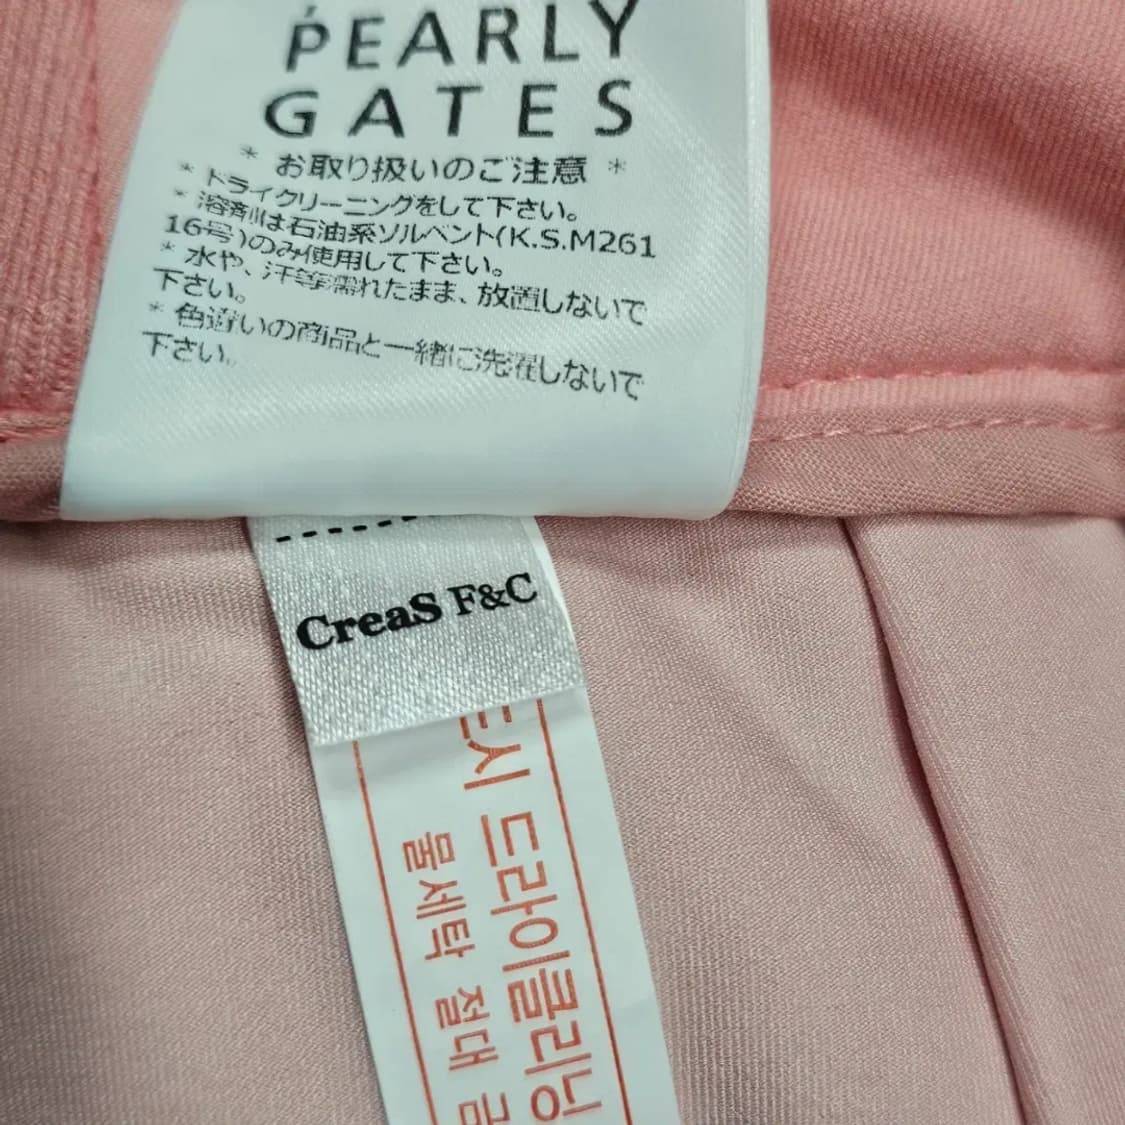 PEARLY
GATES
* お取り扱いのご注意 *
* トライクリーニングをして下さい。
* 溶剤は石油系ソルベント(K.S.M261
16号)のみ使用して下さい。
* 水や、汗等濡れたまま、放置しないで
下さい。
* 色違いの商品と一緒に洗濯しないで
下さい。
CreaS F&C
시 드라이클리닝
물세탁 절대